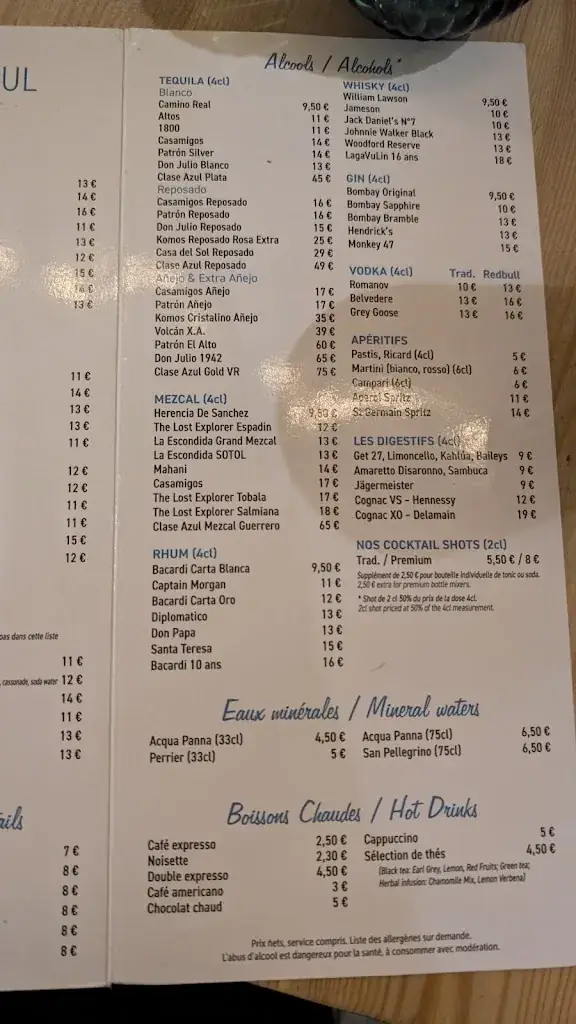 UL
13 €
14 €
16 €
11 €
13 €
12 €
15 €
14 €
13 €
11 €
14 €
13 €
13 €
11 €
12 €
12 €
11 €
11 €
15 €
12 €
pas dans cette liste
11 €
, cassonade, soda water 12 €
14 €
11 €
13 €
13 €
ails
7 €
8 €
8 €
8 €
8 €
8 €
Alcools / Alcohols*
TEQUILA (4cl)
Blanco
Camino Real 9,50 €
Altos 11 €
1800 11 €
Casamigos 14 €
Patrón Silver 14 €
Don Julio Blanco 13 €
Clase Azul Plata 45 €
Reposado
Casamigos Reposado 16 €
Patrón Reposado 16 €
Don Julio Reposado 15 €
Komos Reposado Rosa Extra 25 €
Casa del Sol Reposado 29 €
Clase Azul Reposado 49 €
Añejo & Extra Añejo
Casamigos Añejo 17 €
Patrón Añejo 17 €
Komos Cristalino Añejo 35 €
Volcán X.A. 39 €
Patrón El Alto 60 €
Don Julio 1942 65 €
Clase Azul Gold VR 75 €
MEZCAL (4cl)
Herencia De Sanchez 9,50 €
The Lost Explorer Espadin 12 €
La Escondida Grand Mezcal 13 €
La Escondida SOTOL 13 €
Mahani 14 €
Casamigos 17 €
The Lost Explorer Tobala 17 €
The Lost Explorer Salmiana 18 €
Clase Azul Mezcal Guerrero 65 €
RHUM (4cl)
Bacardi Carta Blanca 9,50 €
Captain Morgan 11 €
Bacardi Carta Oro 12 €
Diplomatico 13 €
Don Papa 13 €
Santa Teresa 15 €
Bacardi 10 ans 16 €
WHISKY (4cl)
William Lawson 9,50 €
Jameson 10 €
Jack Daniel's N°7 10 €
Johnnie Walker Black 13 €
Woodford Reserve 13 €
LagaVuLin 16 ans 18 €
GIN (4cl)
Bombay Original 9,50 €
Bombay Sapphire 10 €
Bombay Bramble 13 €
Hendrick's 13 €
Monkey 47 15 €
VODKA (4cl) Trad. Redbull
Romanov 10 € 13 €
Belvedere 13 € 16 €
Grey Goose 13 € 16 €
APÉRITIFS
Pastis, Ricard (4cl) 5 €
Martini (bianco, rosso) (6cl) 6 €
Campari (6cl) 6 €
Aperol Spritz 11 €
St Germain Spritz 14 €
LES DIGESTIFS (4cl)
Get 27, Limoncello, Kahlúa, Baileys 9 €
Amaretto Disaronno, Sambuca 9 €
Jägermeister 9 €
Cognac VS - Hennessy 12 €
Cognac XO - Delamain 19 €
NOS COCKTAIL SHOTS (2cl)
Trad. / Premium 5,50 € / 8 €
Supplément de 2,50 € pour bouteille individuelle de tonic ou soda.
2,50 € extra for premium bottle mixers.
* Shot de 2 cl 50% du prix de la dose 4cl.
2cl shot priced at 50% of the 4cl measurement.
Eaux minérales / Mineral waters
Acqua Panna (33cl) 4,50 €
Perrier (33cl) 5 €
Acqua Panna (75cl) 6,50 €
San Pellegrino (75cl) 6,50 €
Boissons Chaudes / Hot Drinks
Café expresso 2,50 €
Noisette 2,30 €
Double expresso 4,50 €
Café americano 3 €
Chocolat chaud 5 €
Cappuccino 5 €
Sélection de thés 4,50 €
(Black tea: Earl Grey, Lemon, Red Fruits; Green tea;
Herbal infusion: Chamomile Mix, Lemon Verbena)
Prix nets, service compris. Liste des allergènes sur demande.
L'abus d'alcool est dangereux pour la santé, à consommer avec modération.